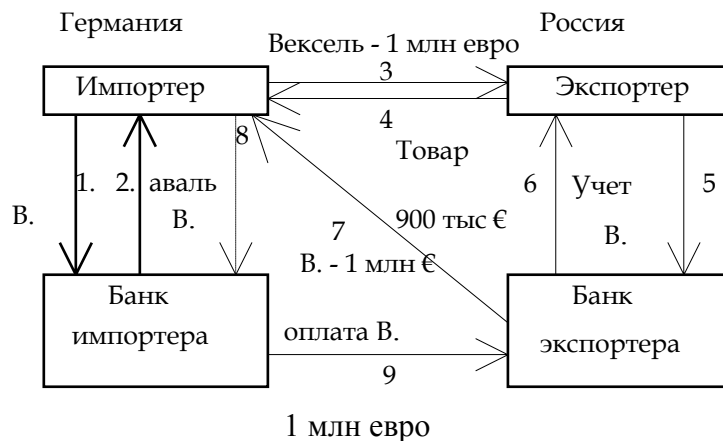 Германия
Россия
Вексель - 1 млн евро
3
Импортер
Экспортер
4
8
Товар
1.
2.
аваль
6
Учет
5
В.
В.
7
900 тыс €
В.
В. - 1 млн €
Банк
импортера
Банк
экспортера
оплата В.
9
1 млн евро